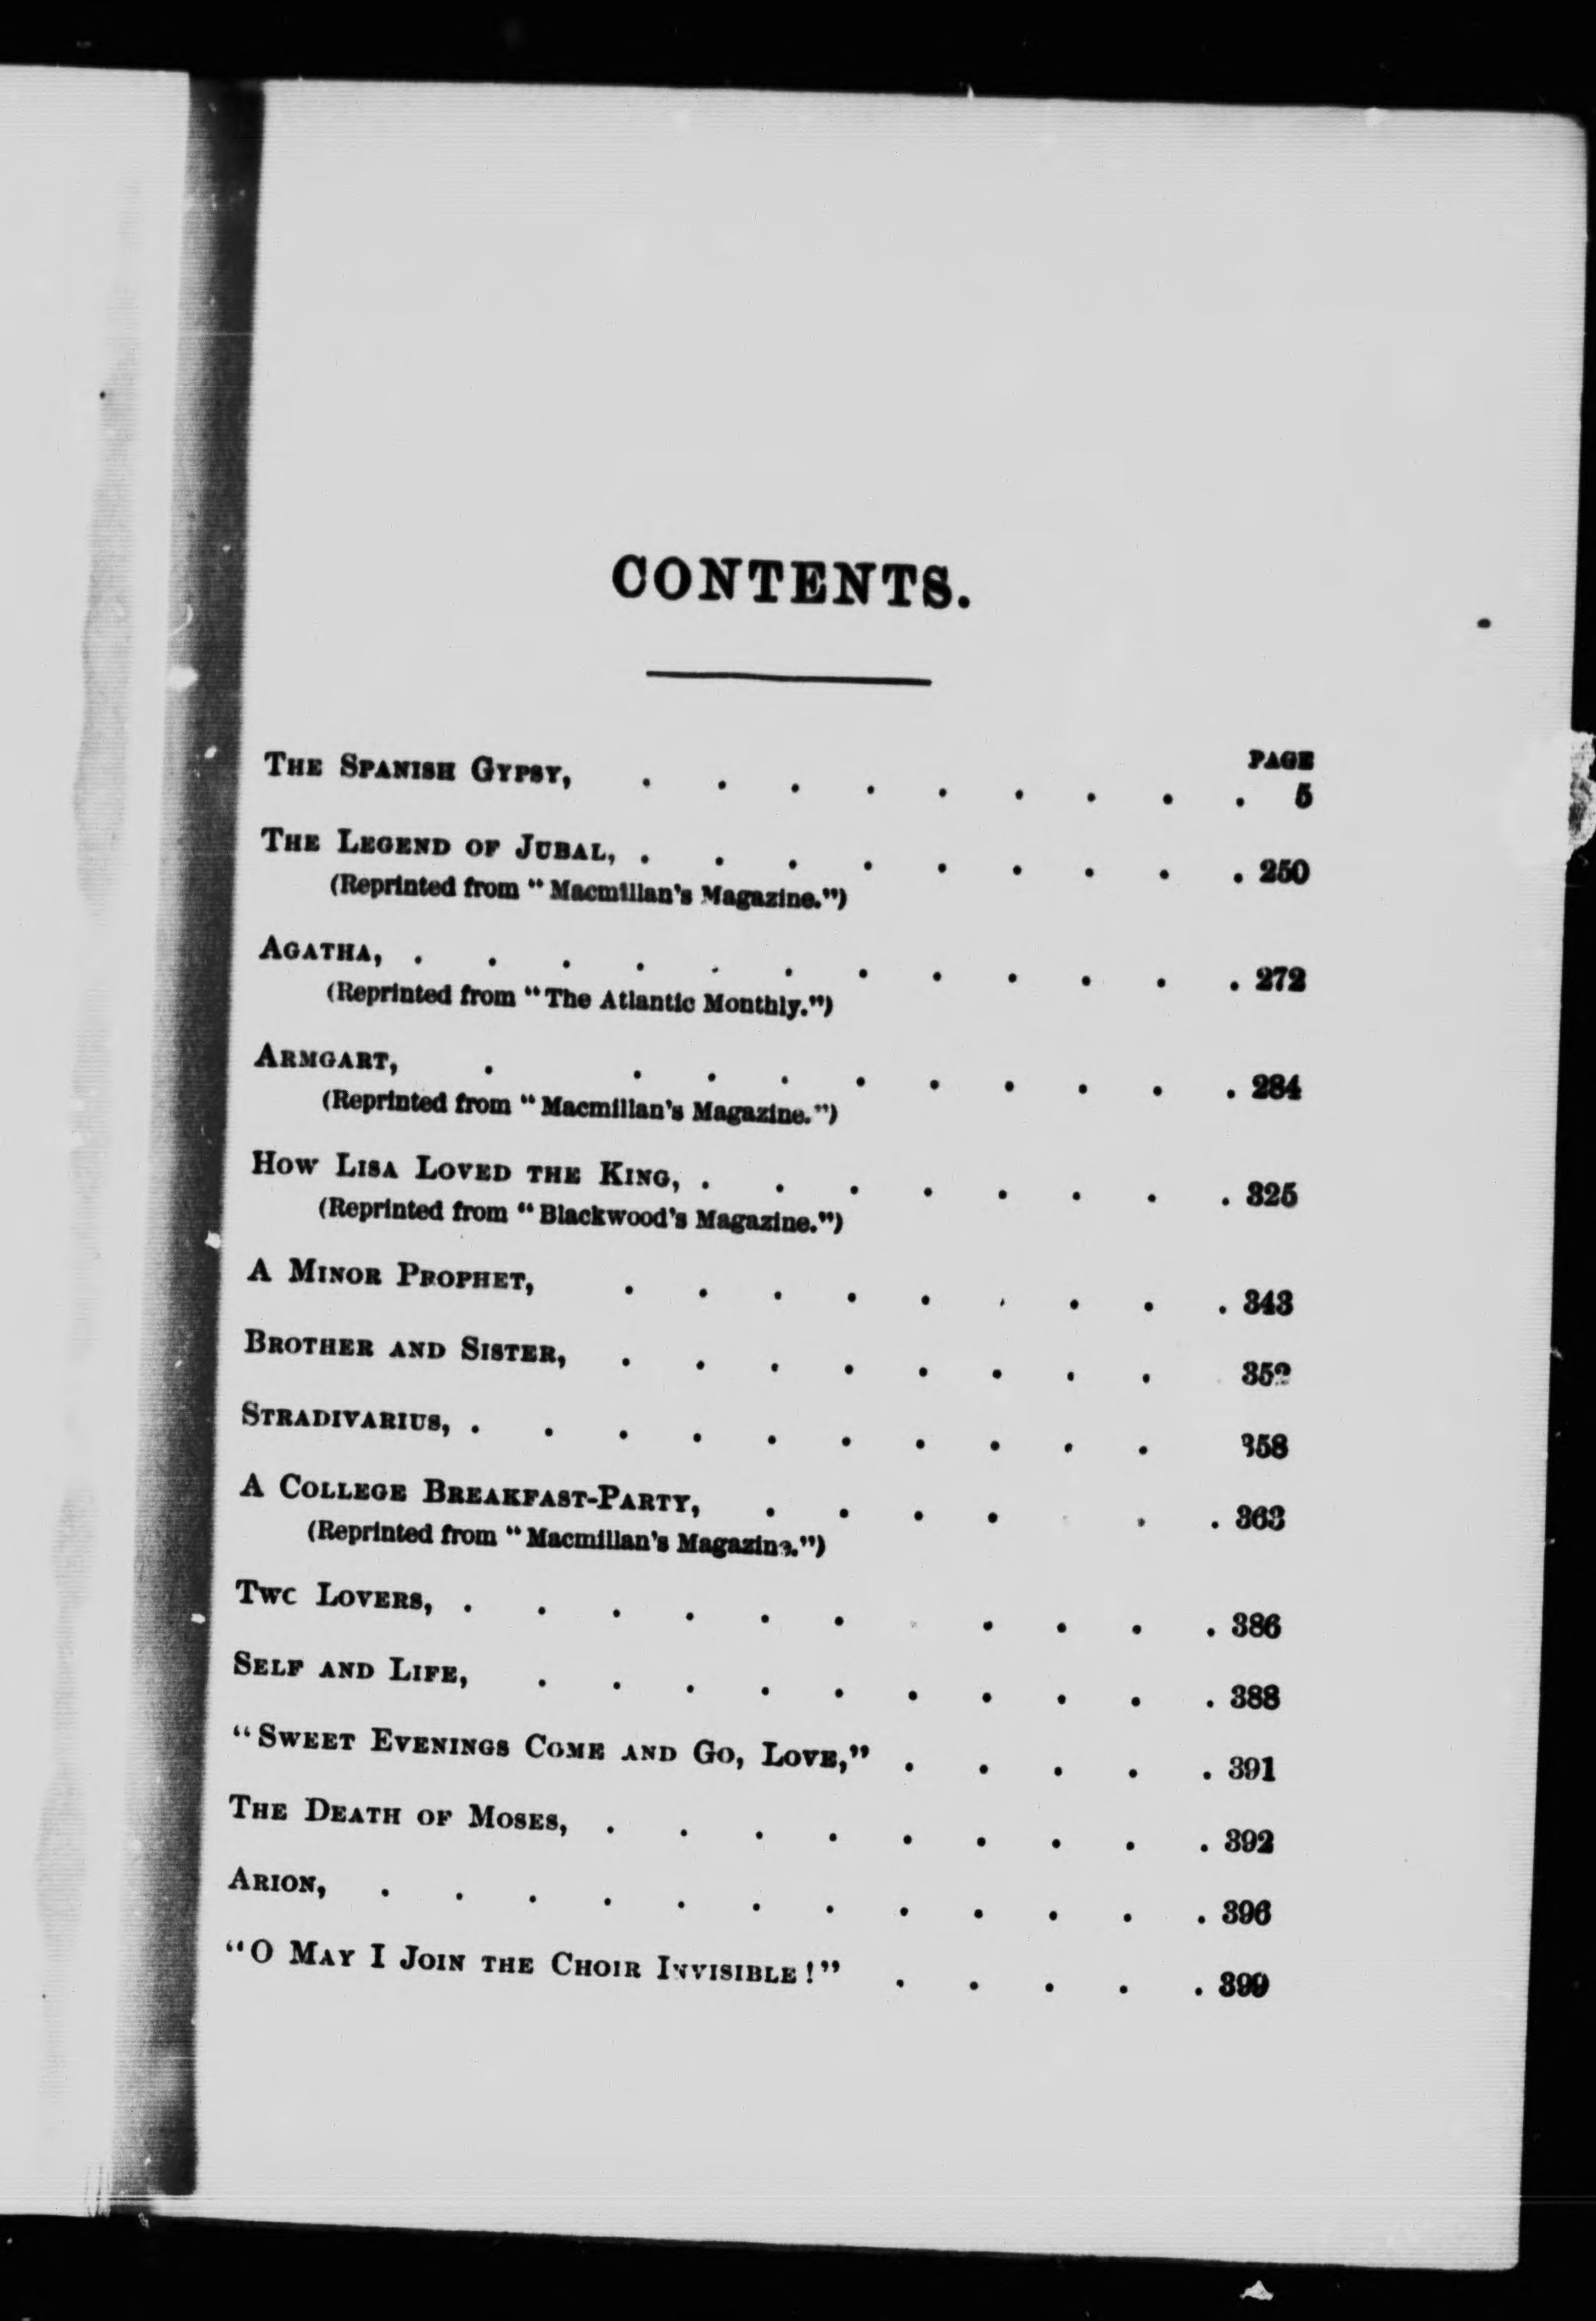 CONTENTS.
PAGE
THE SPANISH GYPSY, . . . . . . . . . 5
THE LEGEND OF JUBAL, . . . . . . . . . 250
(Reprinted from "Macmillan's Magazine.")
AGATHA, . . . . . . . . . . . . 272
(Reprinted from "The Atlantic Monthly.")
ARMGART, . . . . . . . . . . 284
(Reprinted from "Macmillan's Magazine.")
HOW LISA LOVED THE KING, . . . . . . . . 325
(Reprinted from "Blackwood's Magazine.")
A MINOR PROPHET, . . . . . . . . . 343
BROTHER AND SISTER, . . . . . . . . 352
STRADIVARIUS, . . . . . . . . . . 358
A COLLEGE BREAKFAST-PARTY, . . . . . . 363
(Reprinted from "Macmillan's Magazine.")
TWO LOVERS, . . . . . . . . . . 386
SELF AND LIFE, . . . . . . . . . . 388
"SWEET EVENINGS COME AND GO, LOVE," . . . . . 391
THE DEATH OF MOSES, . . . . . . . . . 392
ARION, . . . . . . . . . . . . 396
"O MAY I JOIN THE CHOIR INVISIBLE!" . . . . . 399